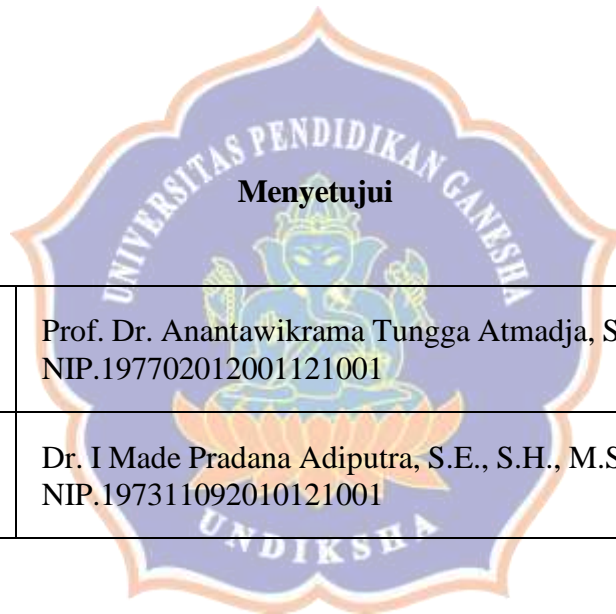 UNIVERSITAS PENDIDIKAN GANESHA
Menyetujui
Prof. Dr. Anantawikrama Tungga Atmadja, S
NIP.197702012001121001
Dr. I Made Pradana Adiputra, S.E., S.H., M.S
NIP.197311092010121001
UNDIKSHA